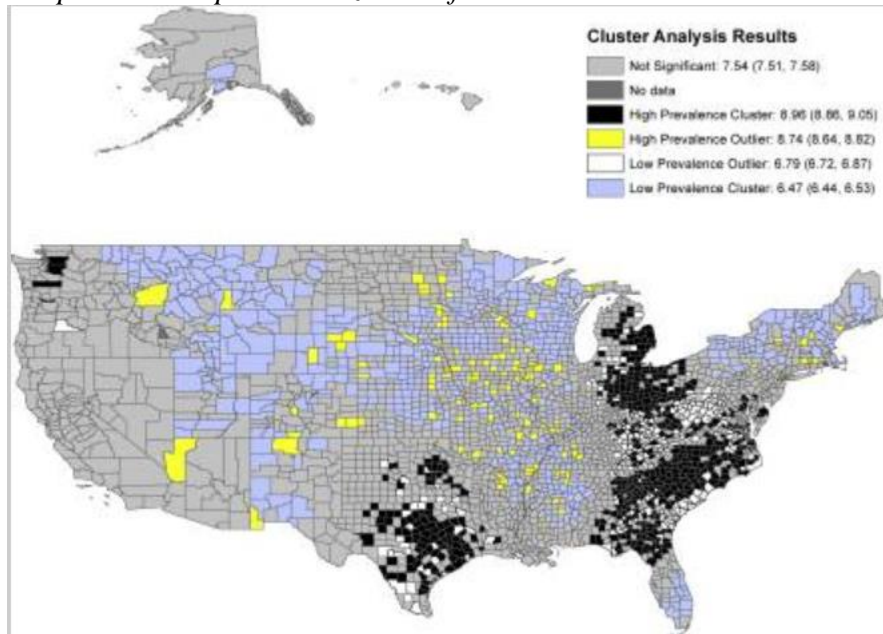 Cluster Analysis Results
Not Significant: 7.54 (7.51, 7.58)
No data
High Prevalence Cluster: 8.96 (8.86, 9.05)
High Prevalence Outlier: 8.74 (8.64, 8.82)
Low Prevalence Outlier: 6.79 (6.72, 6.87)
Low Prevalence Cluster: 6.47 (6.44, 6.53)